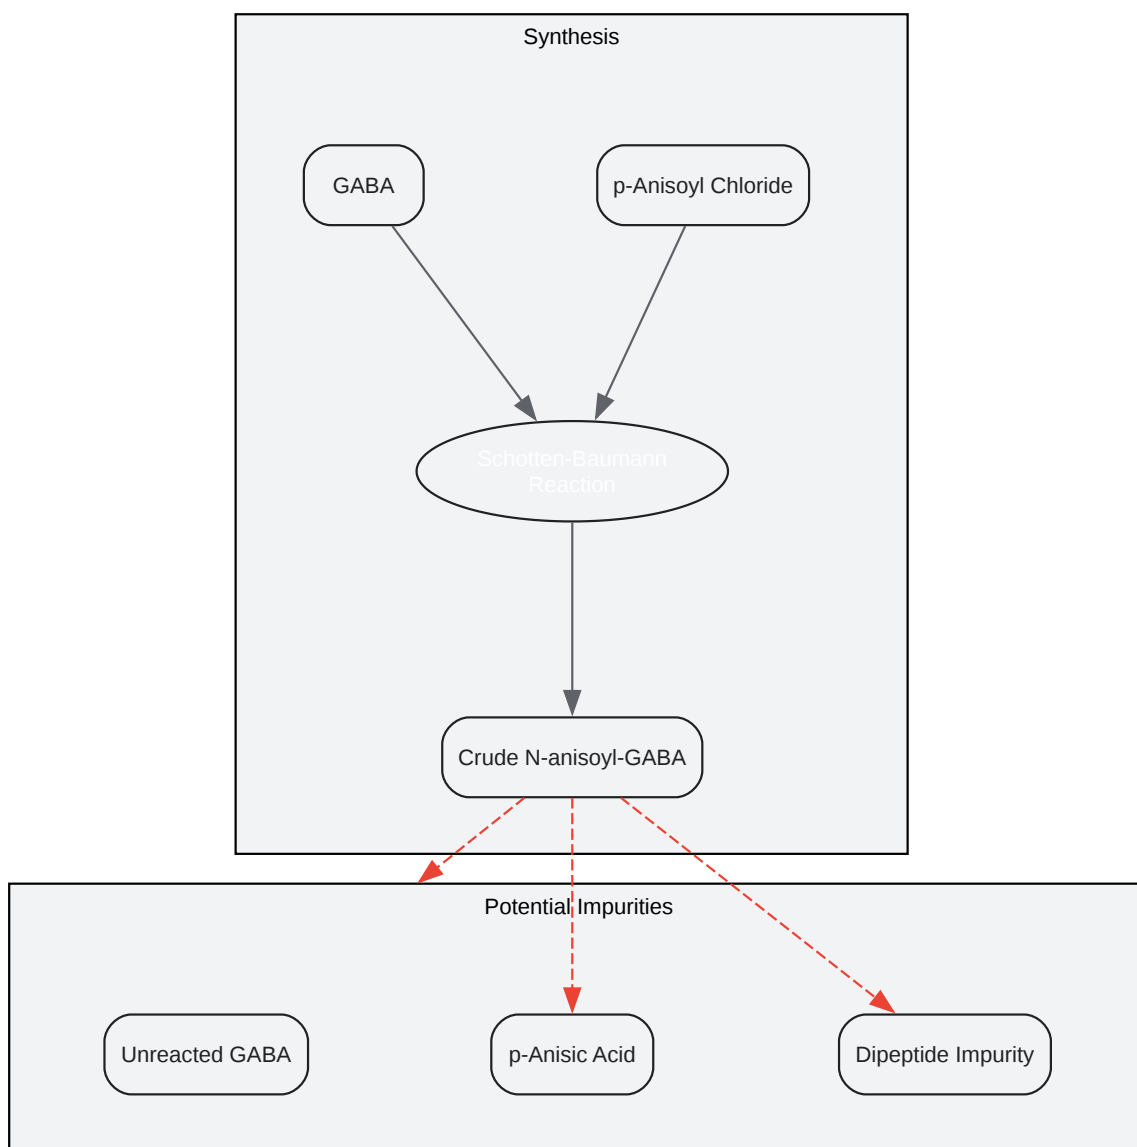 Synthesis
GABA
p-Anisoyl Chloride
Schotten-Baumann
Reaction
Crude N-anisoyl-GABA
Potential Impurities
Unreacted GABA
p-Anisic Acid
Dipeptide Impurity